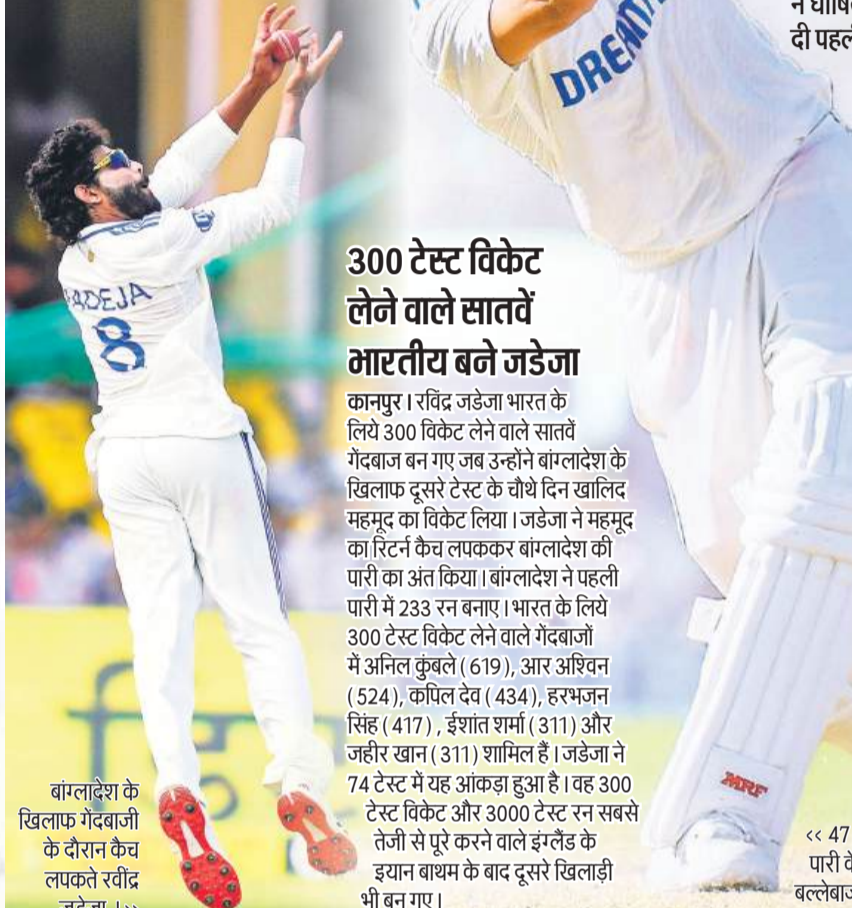 न घोषि
दी पहली
DREAM
ADEJA
8
300 टेस्ट विकेट
लेने वाले सातवें
भारतीय बने जडेजा
कानपुर। रविंद्र जडेजा भारत के
लिये 300 विकेट लेने वाले सातवें
गेंदबाज बन गए जब उन्होंने बांग्लादेश के
खिलाफ दूसरे टेस्ट के चौथे दिन खालिद
महमूद का विकेट लिया। जडेजा ने महमूद
का रिटर्न कैच लपककर बांग्लादेश की
पारी का अंत किया। बांग्लादेश ने पहली
पारी में 233 रन बनाए। भारत के लिये
300 टेस्ट विकेट लेने वाले गेंदबाजों
में अनिल कुंबले (619), आर अश्विन
(524), कपिल देव (434), हरभजन
सिंह (417) , ईशांत शर्मा (311) और
जहीर खान (311) शामिल हैं। जडेजा ने
74 टेस्ट में यह आंकड़ा हुआ है। वह 300
टेस्ट विकेट और 3000 टेस्ट रन सबसे
तेजी से पूरे करने वाले इंग्लैंड के
इयान बाथम के बाद दूसरे खिलाड़ी
भी बन गए।
बांग्लादेश के
खिलाफ गेंदबाजी
के दौरान कैच
लपकते रवींद्र
जडेजा ।>>
MRF
<< 47
पारी के
बल्लेबाज